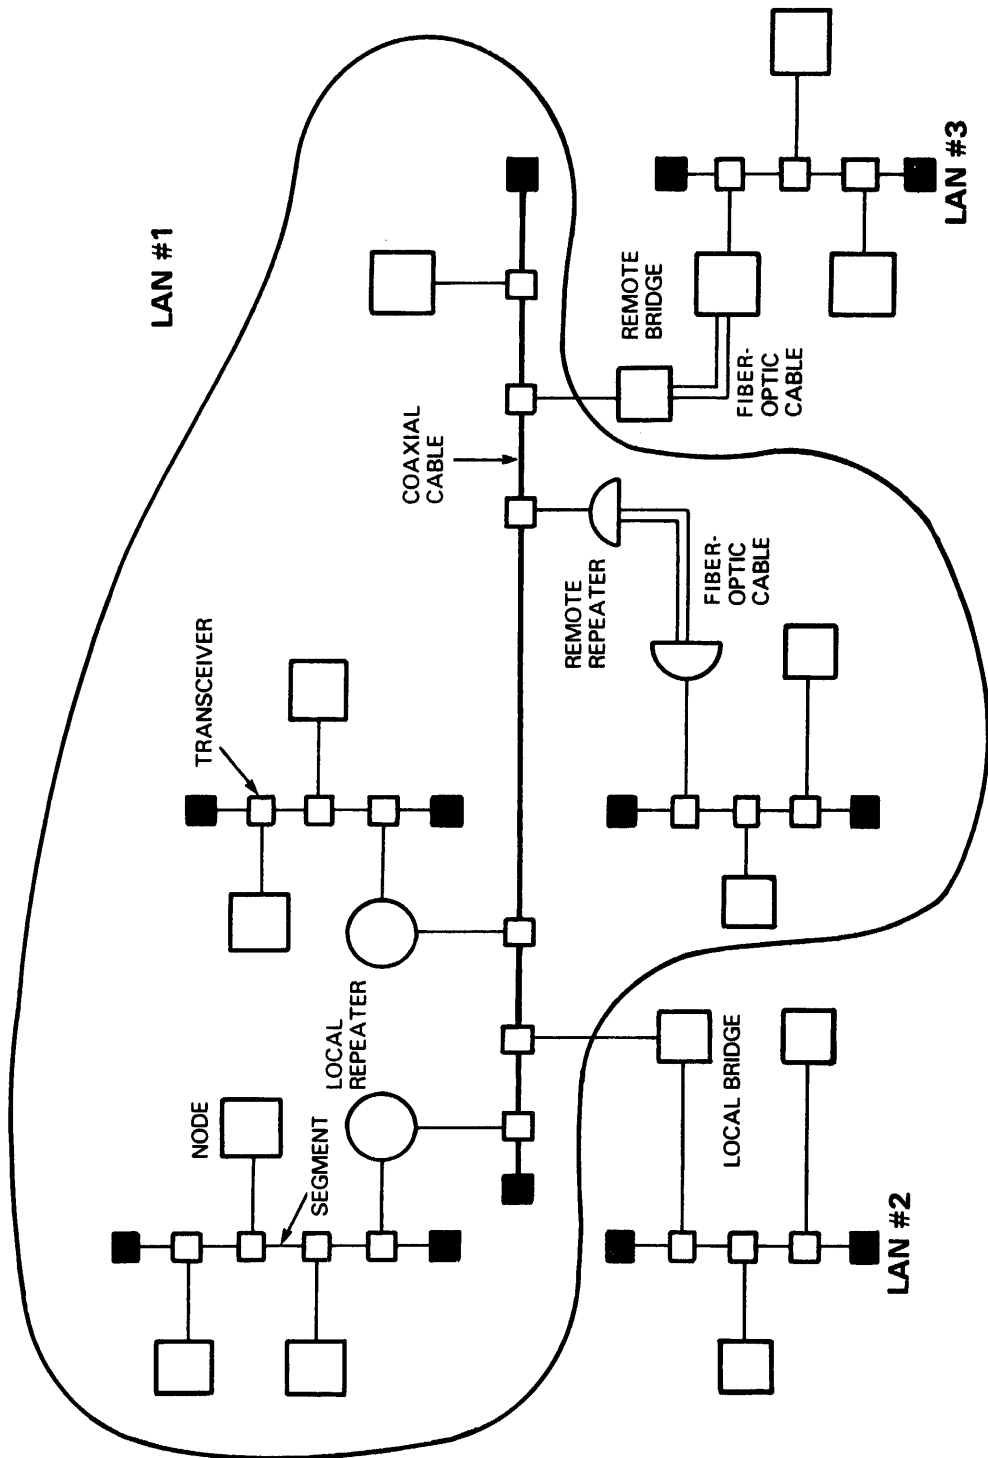 LAN #1
NODE
SEGMENT
LOCAL
REPEATER
TRANSCEIVER
COAXIAL
CABLE
REMOTE
REPEATER
FIBER-
OPTIC
CABLE
REMOTE
BRIDGE
FIBER-
OPTIC
CABLE
LOCAL BRIDGE
LAN #2
LAN #3